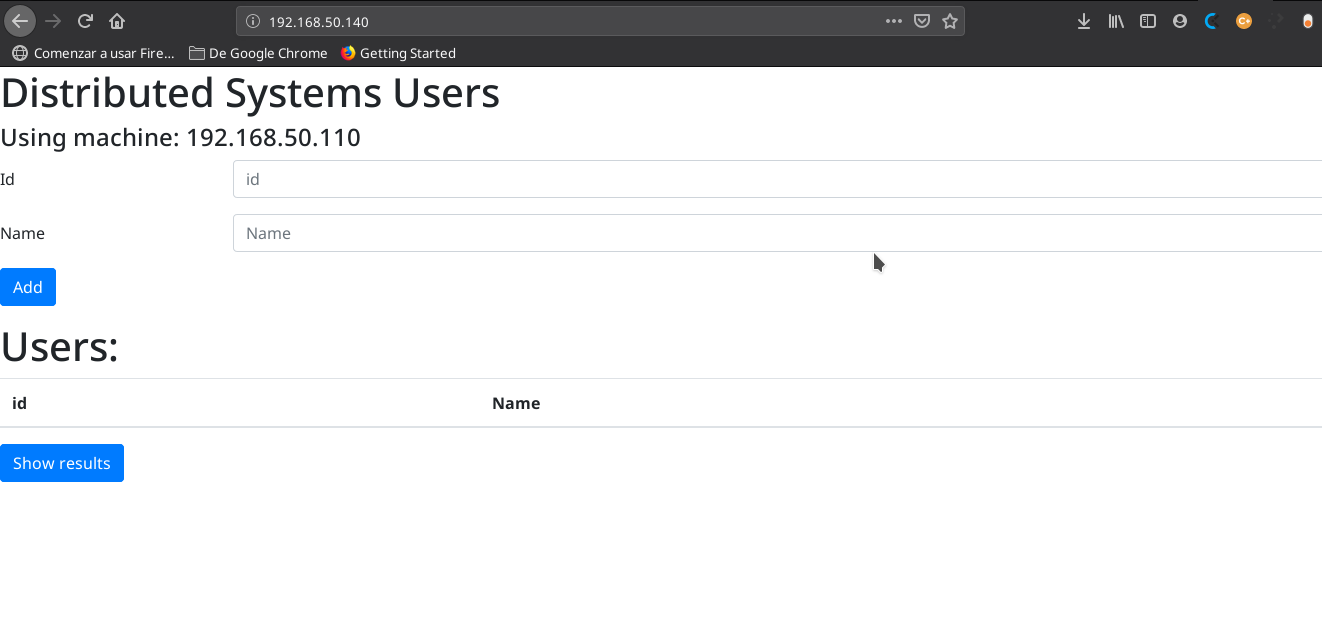 192.168.50.140
Comenzar a usar Fire... De Google Chrome Getting Started
Distributed Systems Users
Using machine: 192.168.50.110
Id id
Name Name
Add
Users:
id Name
Show results